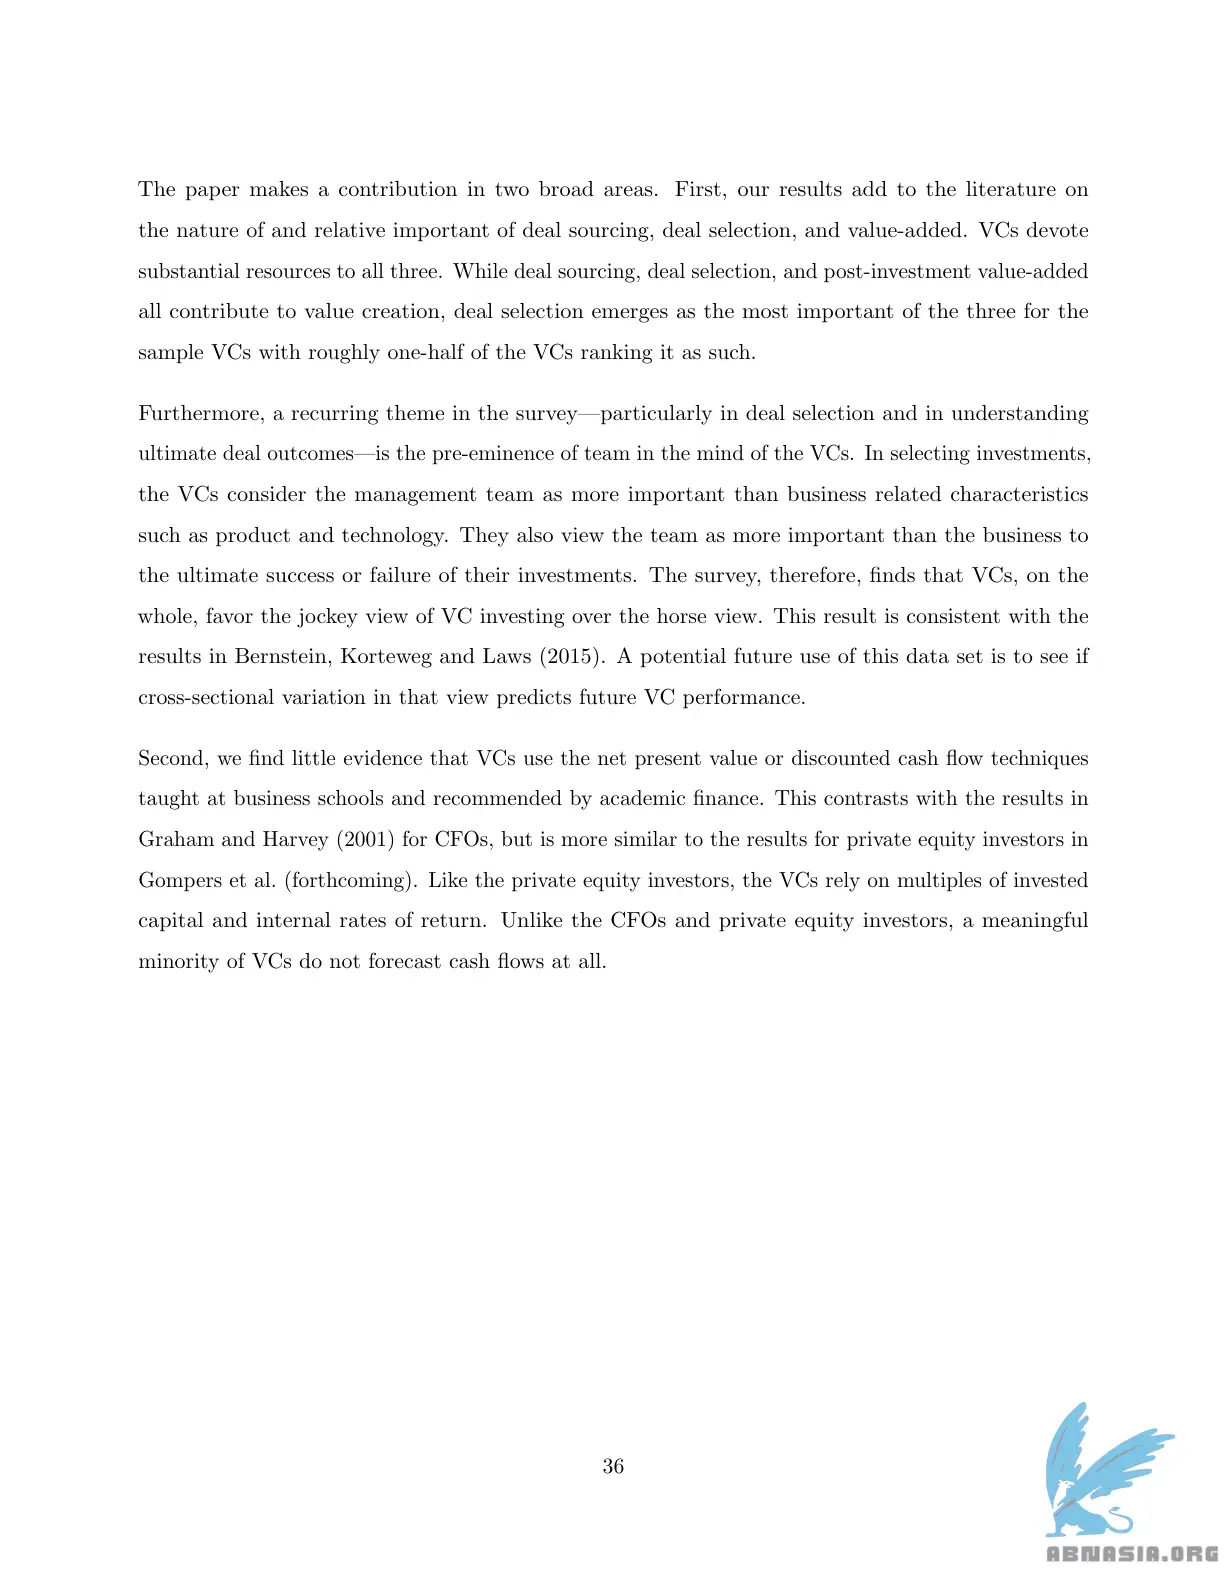 The paper makes a contribution in two broad areas. First, our results add to the literature on
the nature of and relative important of deal sourcing, deal selection, and value-added. VCs devote
substantial resources to all three. While deal sourcing, deal selection, and post-investment value-added
all contribute to value creation, deal selection emerges as the most important of the three for the
sample VCs with roughly one-half of the VCs ranking it as such.
Furthermore, a recurring theme in the survey—particularly in deal selection and in understanding
ultimate deal outcomes—is the pre-eminence of team in the mind of the VCs. In selecting investments,
the VCs consider the management team as more important than business related characteristics
such as product and technology. They also view the team as more important than the business to
the ultimate success or failure of their investments. The survey, therefore, finds that VCs, on the
whole, favor the jockey view of VC investing over the horse view. This result is consistent with the
results in Bernstein, Korteweg and Laws (2015). A potential future use of this data set is to see if
cross-sectional variation in that view predicts future VC performance.
Second, we find little evidence that VCs use the net present value or discounted cash flow techniques
taught at business schools and recommended by academic finance. This contrasts with the results in
Graham and Harvey (2001) for CFOs, but is more similar to the results for private equity investors in
Gompers et al. (forthcoming). Like the private equity investors, the VCs rely on multiples of invested
capital and internal rates of return. Unlike the CFOs and private equity investors, a meaningful
minority of VCs do not forecast cash flows at all.
36
ABNASIA.ORG